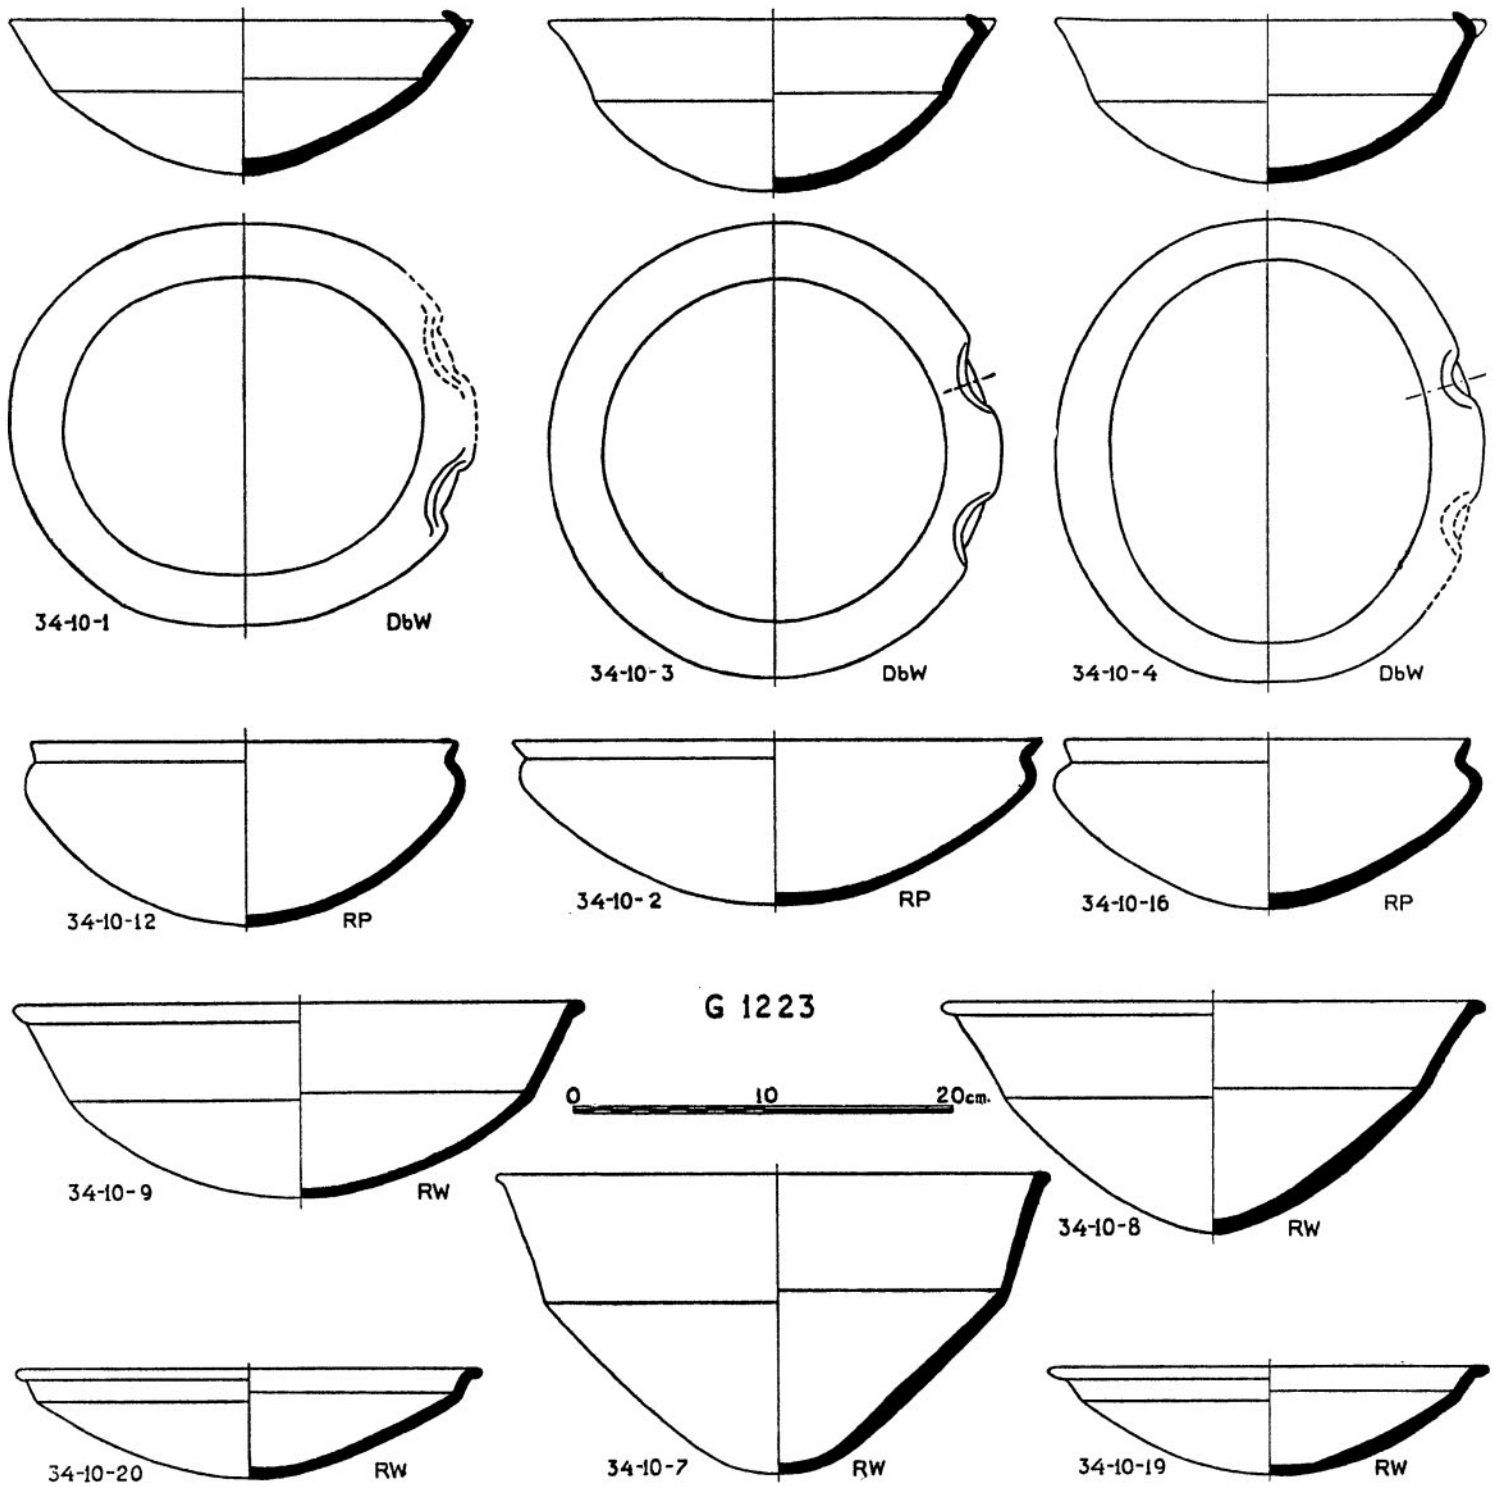 34-10-1 DbW
34-10-3 DbW
34-10-4 DbW
34-10-12 RP
34-10-2 RP
34-10-16 RP
G 1223
0 10 20cm.
34-10-9 RW
34-10-8 RW
34-10-20 RW
34-10-7 RW
34-10-19 RW